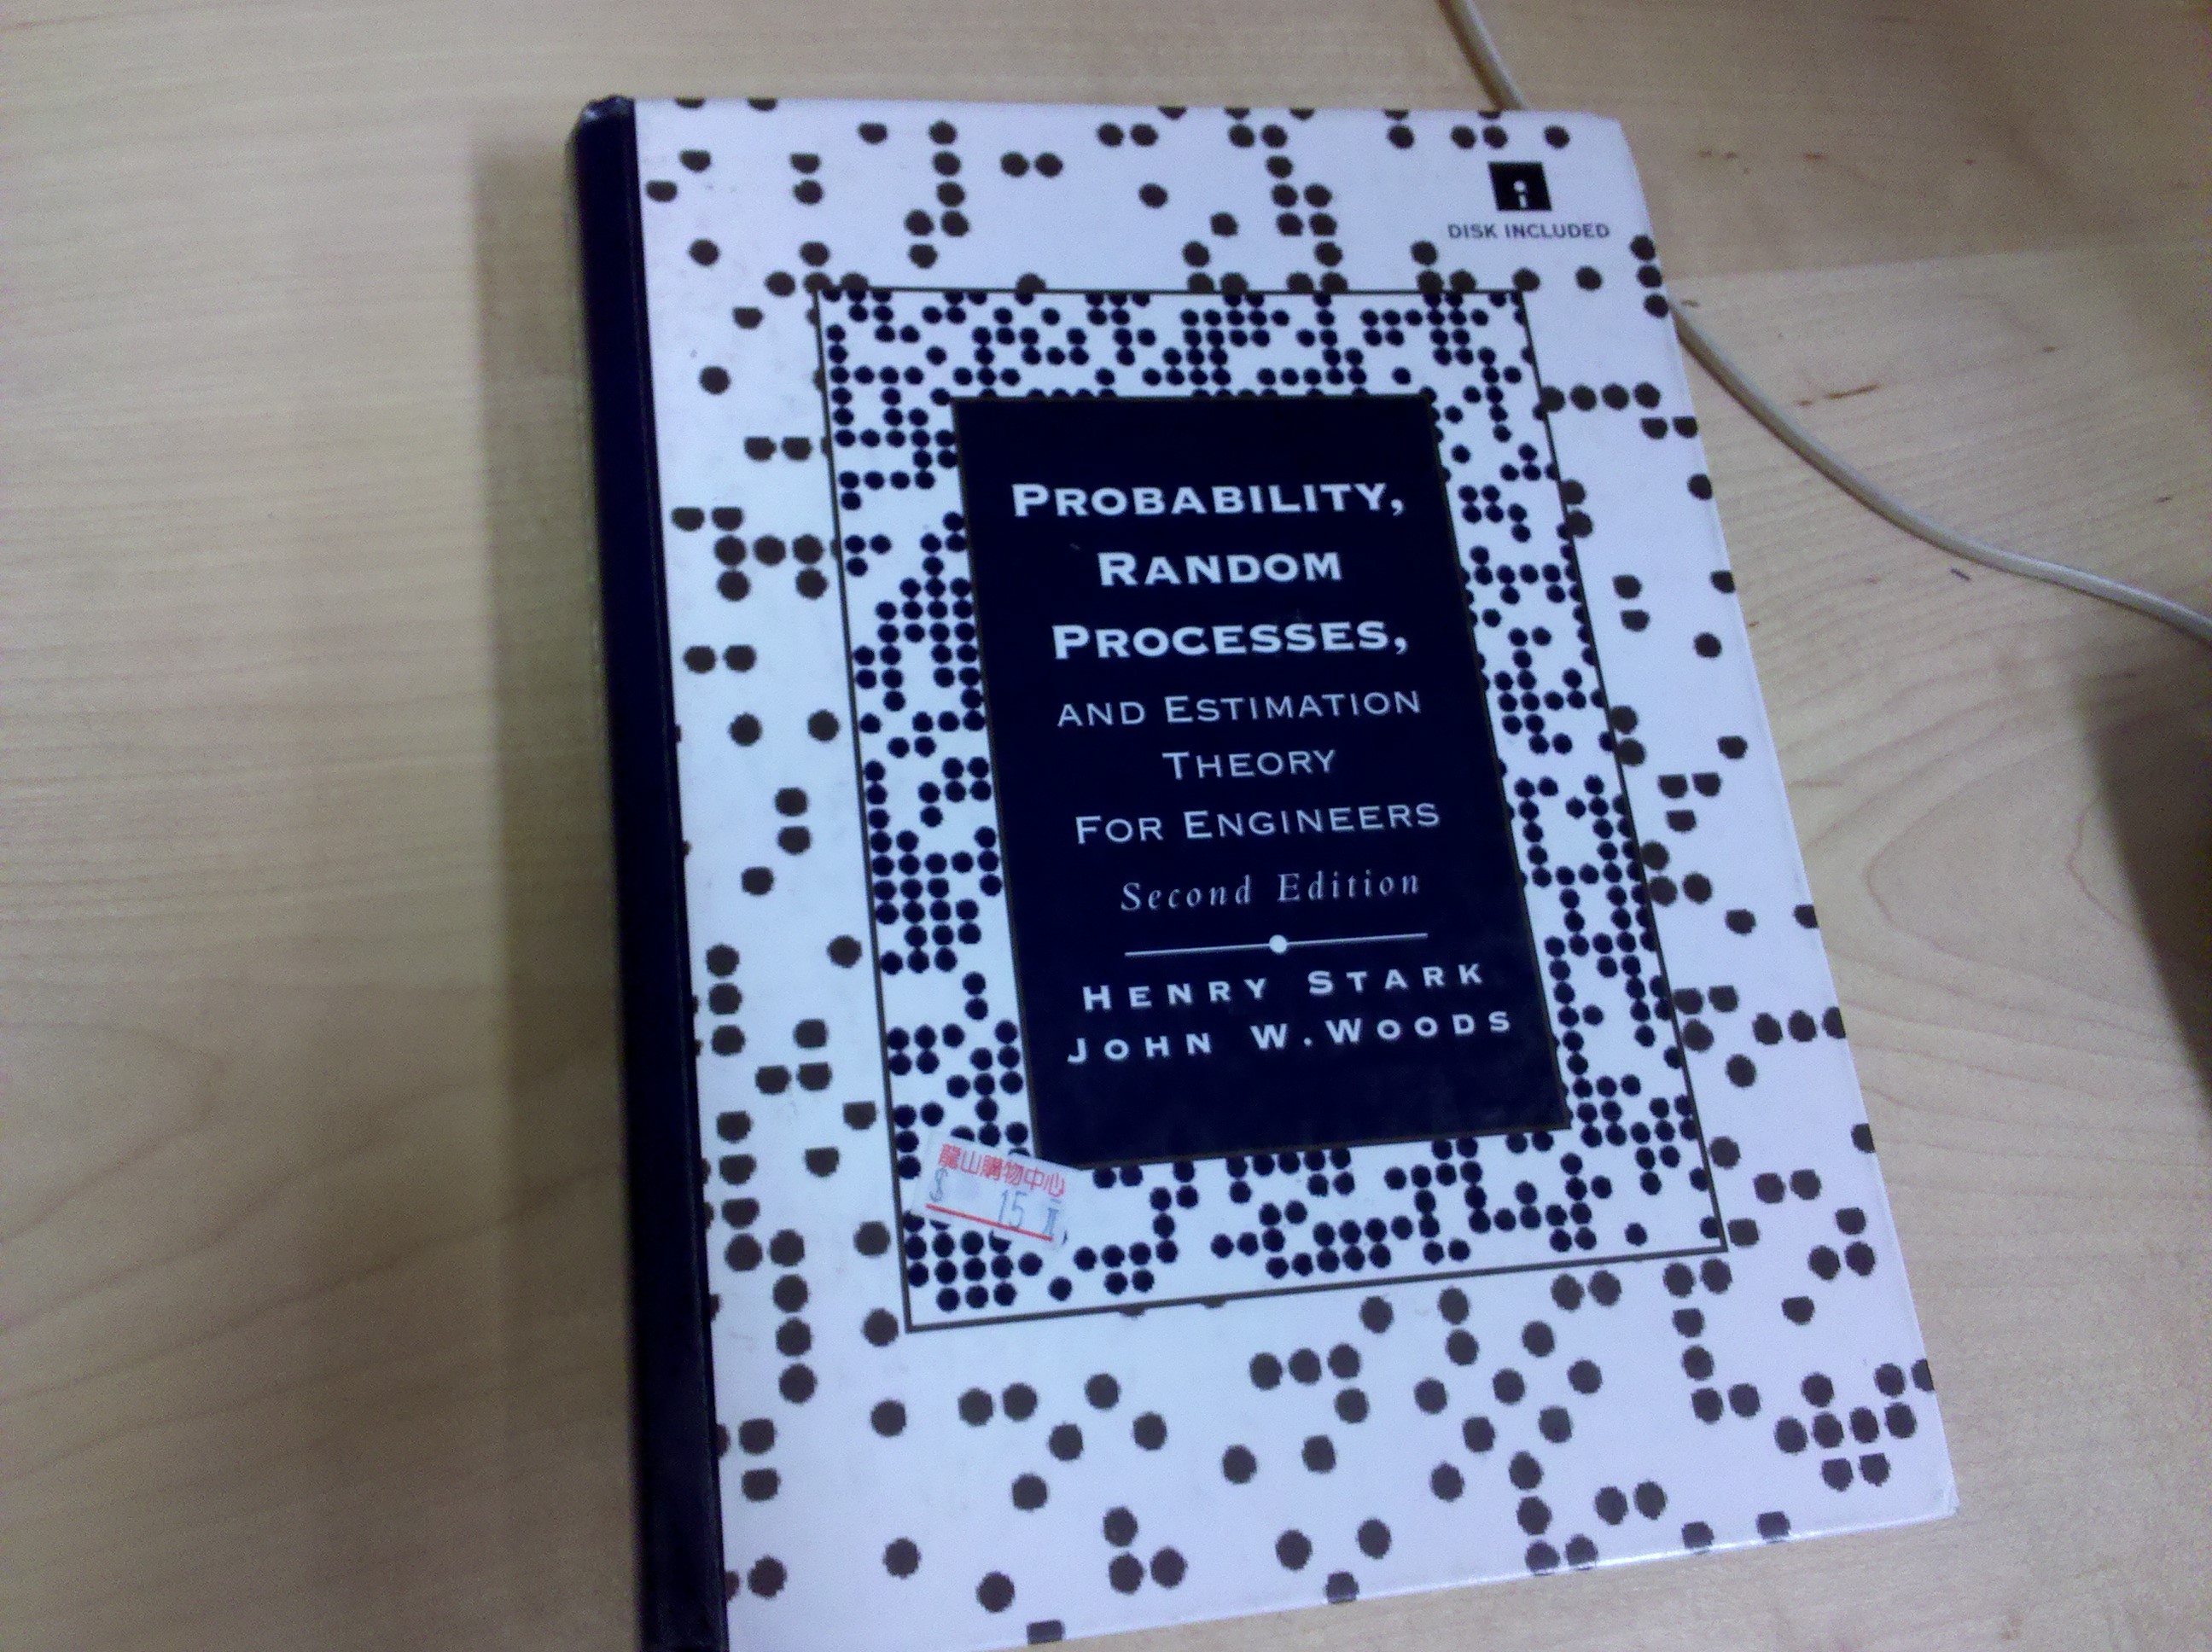 i
DISK INCLUDED
PROBABILITY,
RANDOM
PROCESSES,
AND ESTIMATION
THEORY
FOR ENGINEERS
Second Edition
HENRY STARK
JOHN W. WOODS
龍山購物中心
$ 15